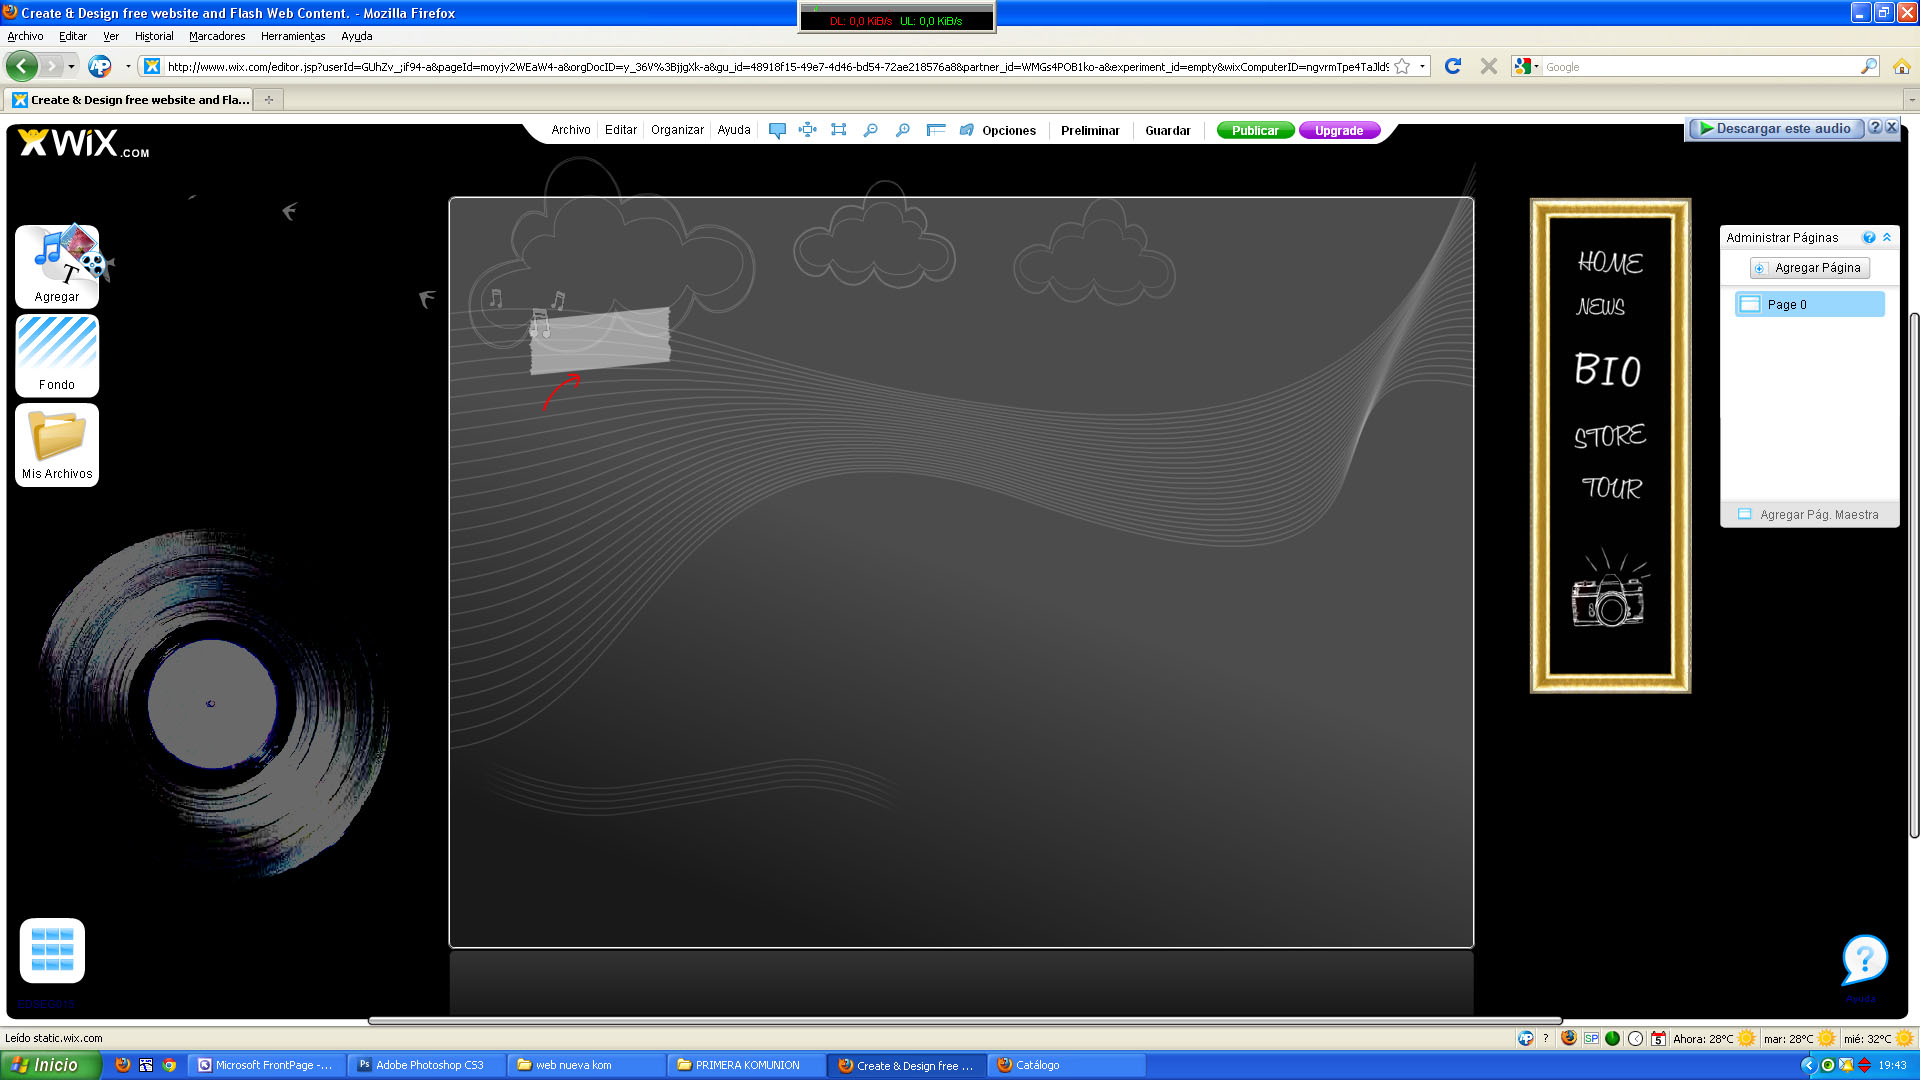 Create & Design free website and Flash Web Content. - Mozilla Firefox
DL: 0,0 KiB/s UL: 0,0 KiB/s
Archivo Editar Ver Historial Marcadores Herramientas Ayuda
http://www.wix.com/editor.jsp?userId=GUhZv_;if94-a&pageId=moyjv2WEaW4-a&orgDocID=y_36V%3BjjgXk-a&gu_id=48918f15-49e7-4d46-bd54-72ae218576a8&partner_id=WMGs4POB1ko-a&experiment_id=empty&wixComputerID=ngvrmTpe4TaJld9
Google
Create & Design free website and Fla...
WiX.COM
Archivo Editar Organizar Ayuda Opciones Preliminar Guardar Publicar Upgrade
Descargar este audio ? X
Agregar
Fondo
Mis Archivos
HOME
NEWS
BIO
STORE
TOUR
Administrar Páginas
Agregar Página
Page 0
Agregar Pág. Maestra
Ayuda
Leído static.wix.com
? SP 5 Ahora: 28°C mar: 28°C mié: 32°C
Inicio
Microsoft FrontPage -...
Adobe Photoshop CS3
web nueva kom
PRIMERA KOMUNION
Create & Design free ...
Catálogo
19:43